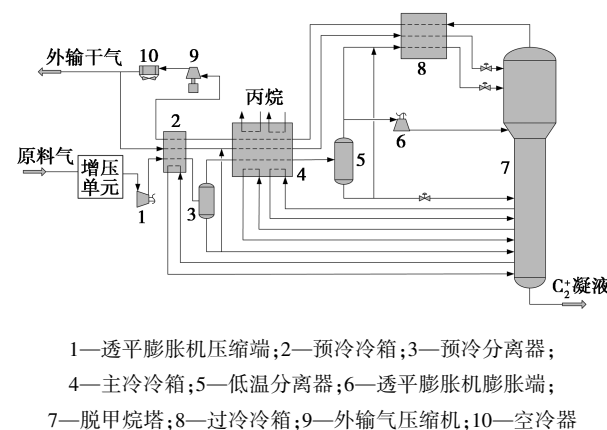 外输干气
10
9
8
丙烷
2
原料气
增压
单元
1
3
4
5
6
7
C₂⁺凝液
1—透平膨胀机压缩端;2—预冷冷箱;3—预冷分离器;
4—主冷冷箱;5—低温分离器;6—透平膨胀机膨胀端;
7—脱甲烷塔;8—过冷冷箱;9—外输气压缩机;10—空冷器